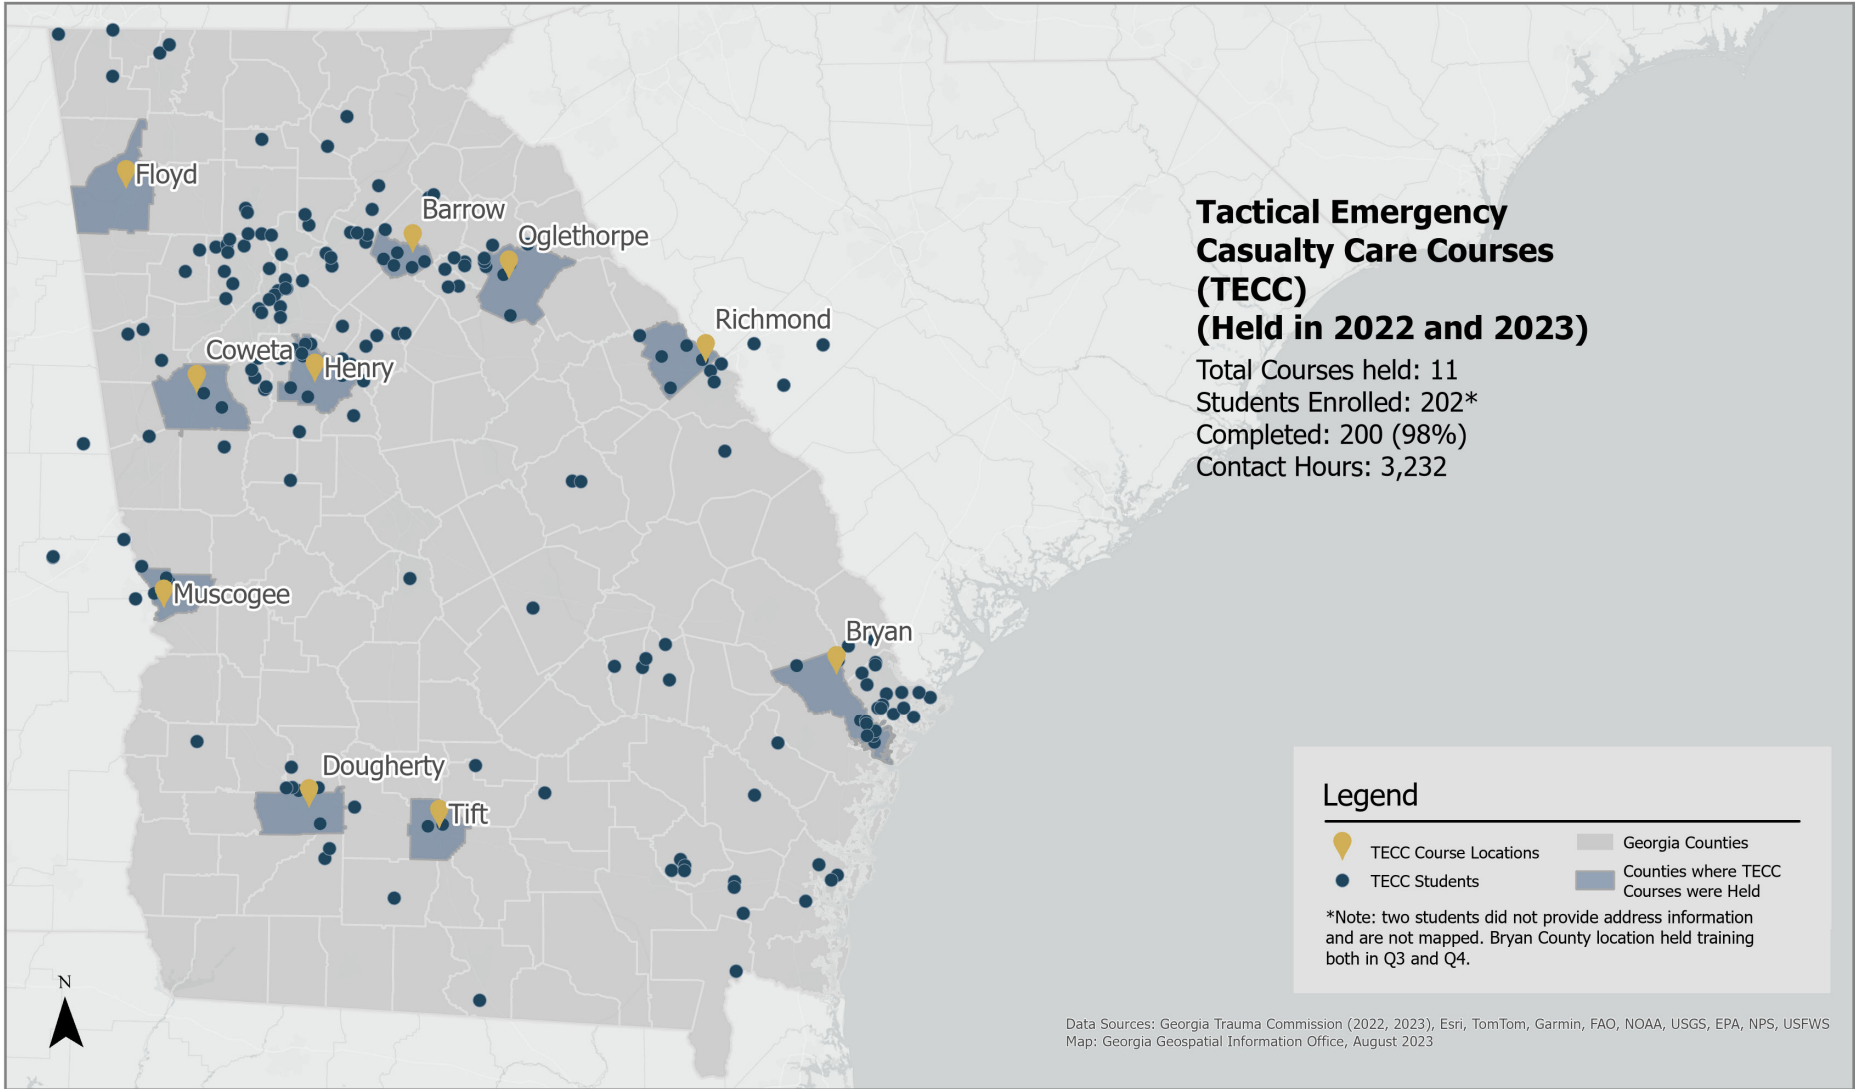 Floyd
Barrow
Oglethorpe
Richmond
Coweta
Henry
Muscogee
Bryan
Dougherty
Tift
N
Tactical Emergency
Casualty Care Courses
(TECC)
(Held in 2022 and 2023)
Total Courses held: 11
Students Enrolled: 202*
Completed: 200 (98%)
Contact Hours: 3,232
Legend
TECC Course Locations
TECC Students
Georgia Counties
Counties where TECC
Courses were Held
*Note: two students did not provide address information
and are not mapped. Bryan County location held training
both in Q3 and Q4.
Data Sources: Georgia Trauma Commission (2022, 2023), Esri, TomTom, Garmin, FAO, NOAA, USGS, EPA, NPS, USFWS
Map: Georgia Geospatial Information Office, August 2023